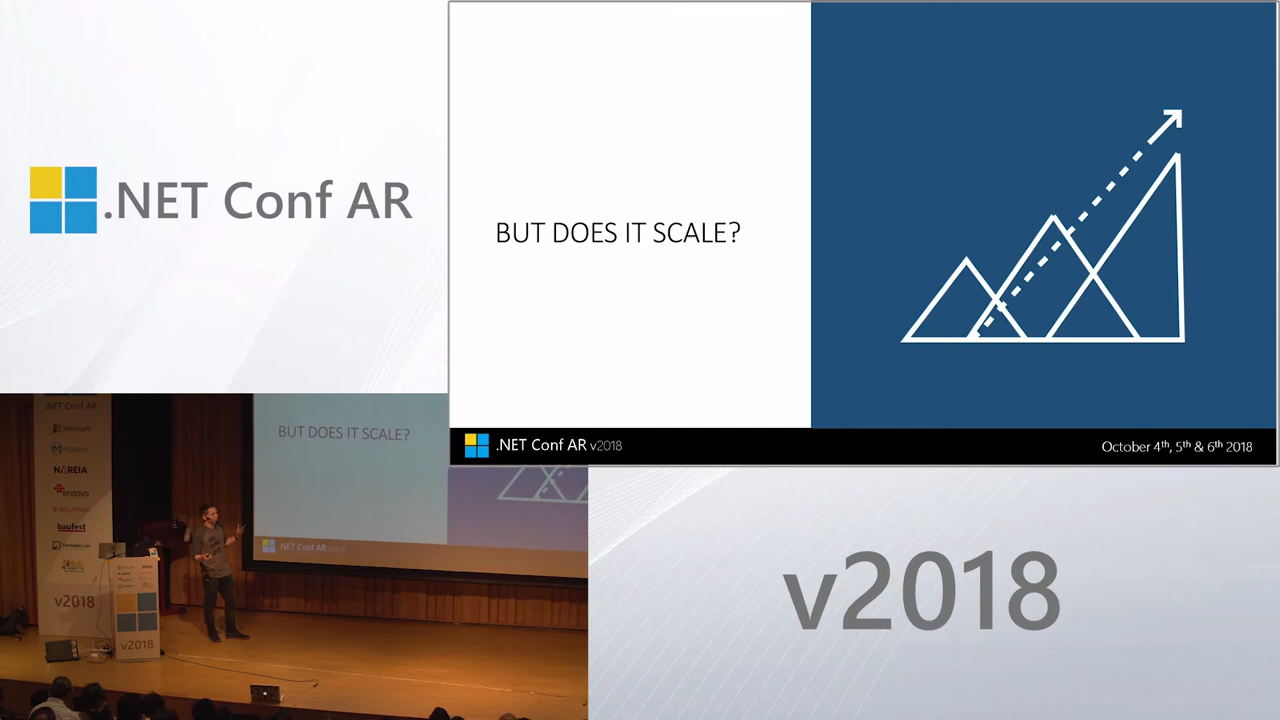 .NET Conf AR
BUT DOES IT SCALE?
.NET Conf AR v2018
October 4th, 5th & 6th 2018
.NET Conf AR
Microsoft
NAREIA
endava
baufest
v2018
v2018
BUT DOES IT SCALE?
.NET Conf AR v2018
v2018